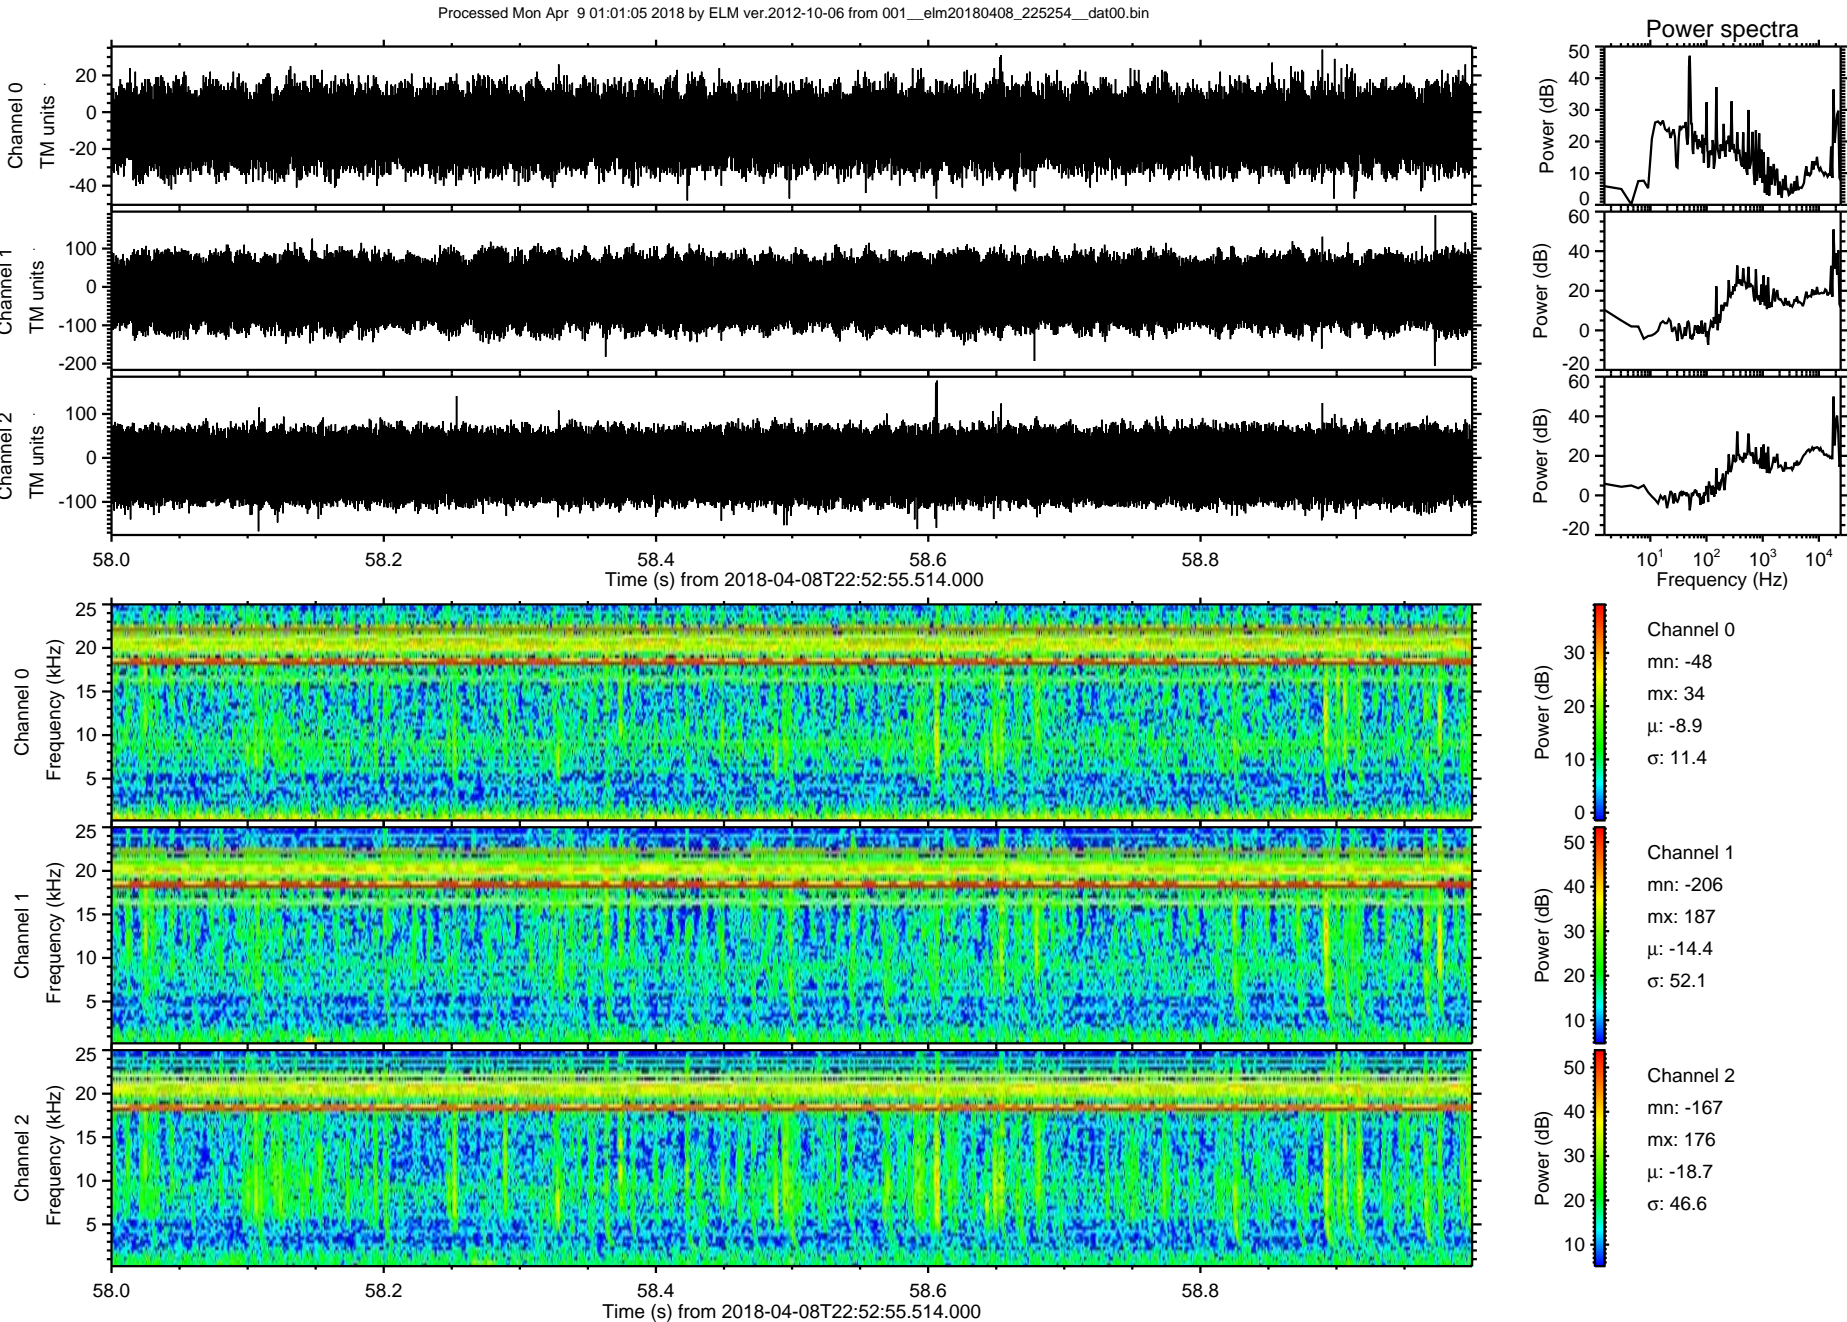 Processed Mon Apr  9 01:01:05 2018 by ELM ver.2012-10-06 from 001__elm20180408_225254__dat00.bin
Power spectra
Channel 0
TM units
20
0
-20
-40
Power (dB)
50
40
30
20
10
0
Channel 1
TM units
100
0
-100
-200
Power (dB)
60
40
20
0
-20
Channel 2
TM units
100
0
-100
Power (dB)
60
40
20
0
-20
58.0 58.2 58.4 58.6 58.8
Time (s) from 2018-04-08T22:52:55.514.000
10^1 10^2 10^3 10^4
Frequency (Hz)
Channel 0
Frequency (kHz)
25
20
15
10
5
Power (dB)
30
20
10
0
Channel 0
mn: -48
mx: 34
μ: -8.9
σ: 11.4
Channel 1
Frequency (kHz)
25
20
15
10
5
Power (dB)
50
40
30
20
10
Channel 1
mn: -206
mx: 187
μ: -14.4
σ: 52.1
Channel 2
Frequency (kHz)
25
20
15
10
5
Power (dB)
50
40
30
20
10
Channel 2
mn: -167
mx: 176
μ: -18.7
σ: 46.6
58.0 58.2 58.4 58.6 58.8
Time (s) from 2018-04-08T22:52:55.514.000